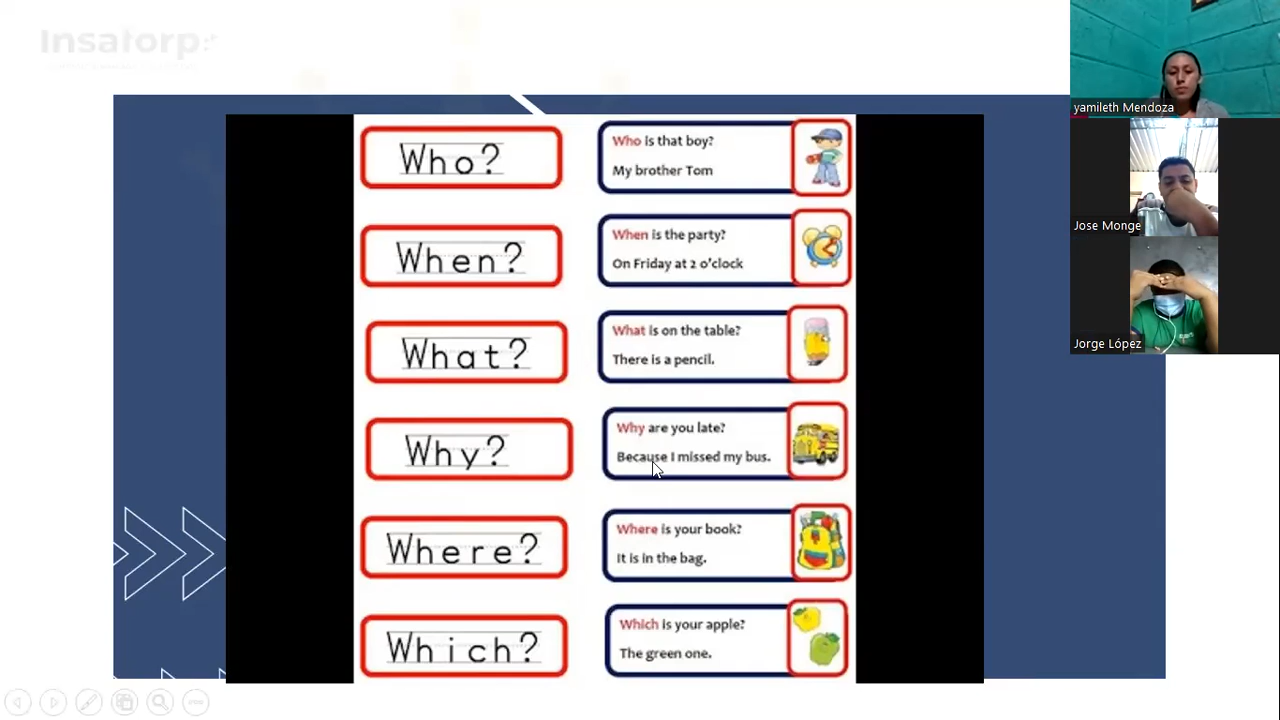 Insaforp
Who?
Who is that boy?
My brother Tom
When?
When is the party?
On Friday at 2 o'clock
What?
What is on the table?
There is a pencil.
Why?
Why are you late?
Because I missed my bus.
Where?
Where is your book?
It is in the bag.
Which?
Which is your apple?
The green one.
yamileth Mendoza
Jose Monge
Jorge López